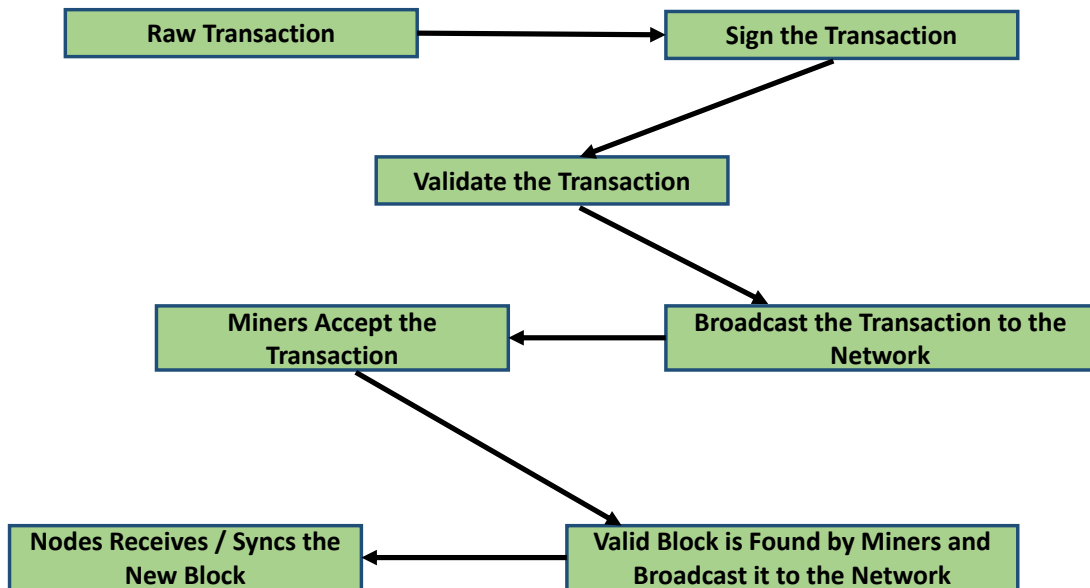 Raw Transaction
Sign the Transaction
Validate the Transaction
Broadcast the Transaction to the
Network
Miners Accept the
Transaction
Valid Block is Found by Miners and
Broadcast it to the Network
Nodes Receives / Syncs the
New Block